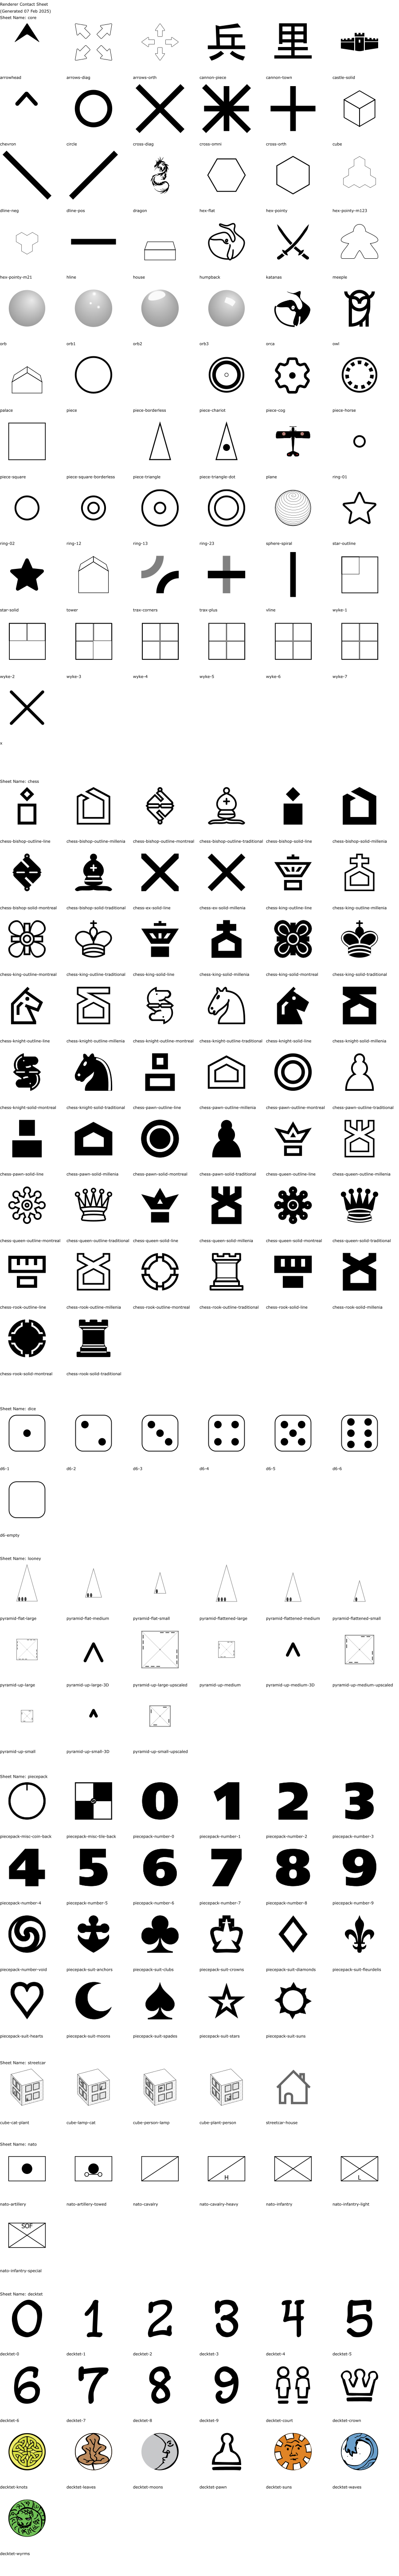 Renderer Contact Sheet
(Generated 07 Feb 2025)
Sheet Name: core
兵 里
arrowhead arrows-diag arrows-orth cannon-piece cannon-town castle-solid
chevron circle cross-diag cross-omni cross-orth cube
dline-neg dline-pos dragon hex-flat hex-pointy hex-pointy-m123
hex-pointy-m21 hline house humpback katanas meeple
orb orb1 orb2 orb3 orca owl
palace piece piece-borderless piece-chariot piece-cog piece-horse
piece-square piece-square-borderless piece-triangle piece-triangle-dot plane ring-01
ring-02 ring-12 ring-13 ring-23 sphere-spiral star-outline
star-solid tower trax-corners trax-plus vline wyke-1
wyke-2 wyke-3 wyke-4 wyke-5 wyke-6 wyke-7
x
Sheet Name: chess
chess-bishop-outline-line chess-bishop-outline-millenia chess-bishop-outline-montreal chess-bishop-outline-traditional chess-bishop-solid-line chess-bishop-solid-millenia
chess-bishop-solid-montreal chess-bishop-solid-traditional chess-ex-solid-line chess-ex-solid-millenia chess-king-outline-line chess-king-outline-millenia
chess-king-outline-montreal chess-king-outline-traditional chess-king-solid-line chess-king-solid-millenia chess-king-solid-montreal chess-king-solid-traditional
chess-knight-outline-line chess-knight-outline-millenia chess-knight-outline-montreal chess-knight-outline-traditional chess-knight-solid-line chess-knight-solid-millenia
chess-knight-solid-montreal chess-knight-solid-traditional chess-pawn-outline-line chess-pawn-outline-millenia chess-pawn-outline-montreal chess-pawn-outline-traditional
chess-pawn-solid-line chess-pawn-solid-millenia chess-pawn-solid-montreal chess-pawn-solid-traditional chess-queen-outline-line chess-queen-outline-millenia
chess-queen-outline-montreal chess-queen-outline-traditional chess-queen-solid-line chess-queen-solid-millenia chess-queen-solid-montreal chess-queen-solid-traditional
chess-rook-outline-line chess-rook-outline-millenia chess-rook-outline-montreal chess-rook-outline-traditional chess-rook-solid-line chess-rook-solid-millenia
chess-rook-solid-montreal chess-rook-solid-traditional
Sheet Name: dice
d6-1 d6-2 d6-3 d6-4 d6-5 d6-6
d6-empty
Sheet Name: looney
pyramid-flat-large pyramid-flat-medium pyramid-flat-small pyramid-flattened-large pyramid-flattened-medium pyramid-flattened-small
pyramid-up-large pyramid-up-large-3D pyramid-up-large-upscaled pyramid-up-medium pyramid-up-medium-3D pyramid-up-medium-upscaled
pyramid-up-small pyramid-up-small-3D pyramid-up-small-upscaled
Sheet Name: piecepack
0 1 2 3
piecepack-misc-coin-back piecepack-misc-tile-back piecepack-number-0 piecepack-number-1 piecepack-number-2 piecepack-number-3
4 5 6 7 8 9
piecepack-number-4 piecepack-number-5 piecepack-number-6 piecepack-number-7 piecepack-number-8 piecepack-number-9
piecepack-number-void piecepack-suit-anchors piecepack-suit-clubs piecepack-suit-crowns piecepack-suit-diamonds piecepack-suit-fleurdelis
piecepack-suit-hearts piecepack-suit-moons piecepack-suit-spades piecepack-suit-stars piecepack-suit-suns
Sheet Name: streetcar
cube-cat-plant cube-lamp-cat cube-person-lamp cube-plant-person streetcar-house
Sheet Name: nato
H L
nato-artillery nato-artillery-towed nato-cavalry nato-cavalry-heavy nato-infantry nato-infantry-light
SOF
nato-infantry-special
Sheet Name: decktet
0 1 2 3 4 5
decktet-0 decktet-1 decktet-2 decktet-3 decktet-4 decktet-5
6 7 8 9
decktet-6 decktet-7 decktet-8 decktet-9 decktet-court decktet-crown
decktet-knots decktet-leaves decktet-moons decktet-pawn decktet-suns decktet-waves
decktet-wyrms